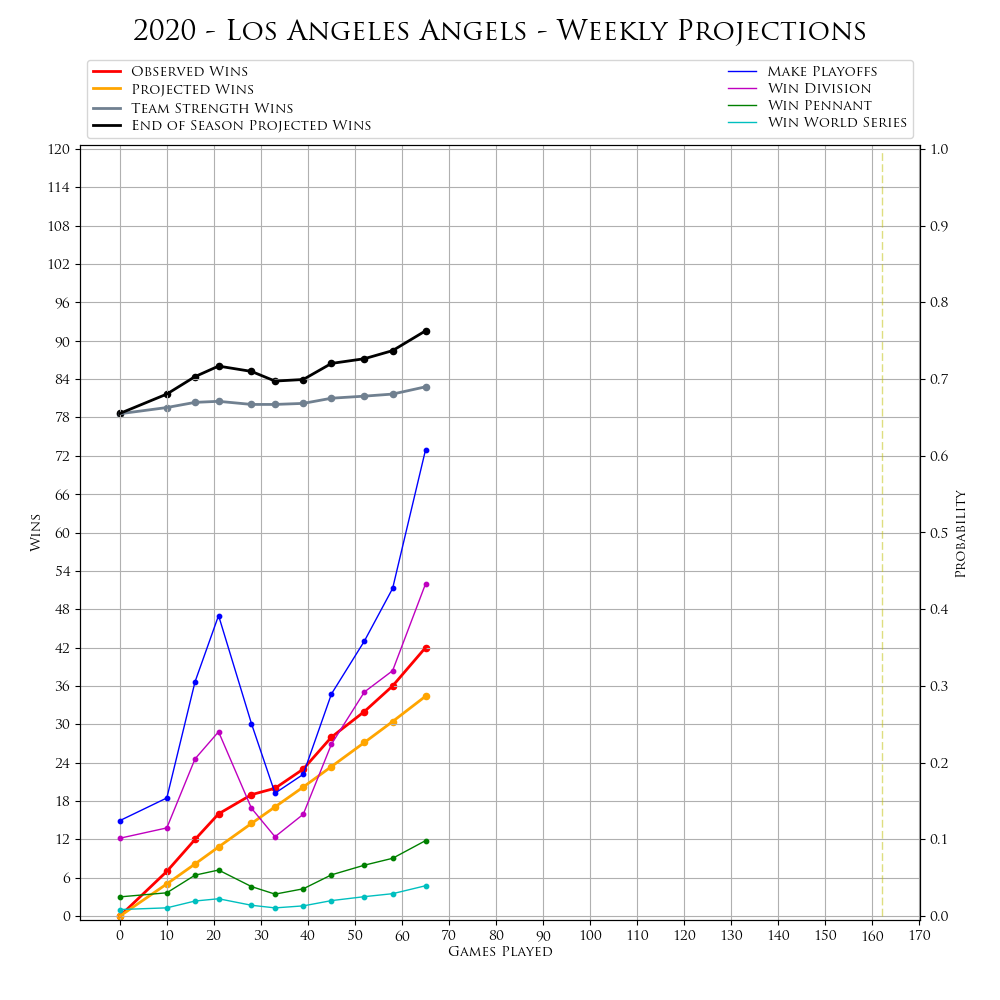 2020 - Los Angeles Angels - Weekly Projections
Observed Wins
Projected Wins
Team Strength Wins
End of Season Projected Wins
Make Playoffs
Win Division
Win Pennant
Win World Series
120
114
108
102
96
90
84
78
72
66
60
54
48
42
36
30
24
18
12
6
0
Wins
1.0
0.9
0.8
0.7
0.6
0.5
0.4
0.3
0.2
0.1
0.0
Probability
0 10 20 30 40 50 60 70 80 90 100 110 120 130 140 150 160 170
Games Played